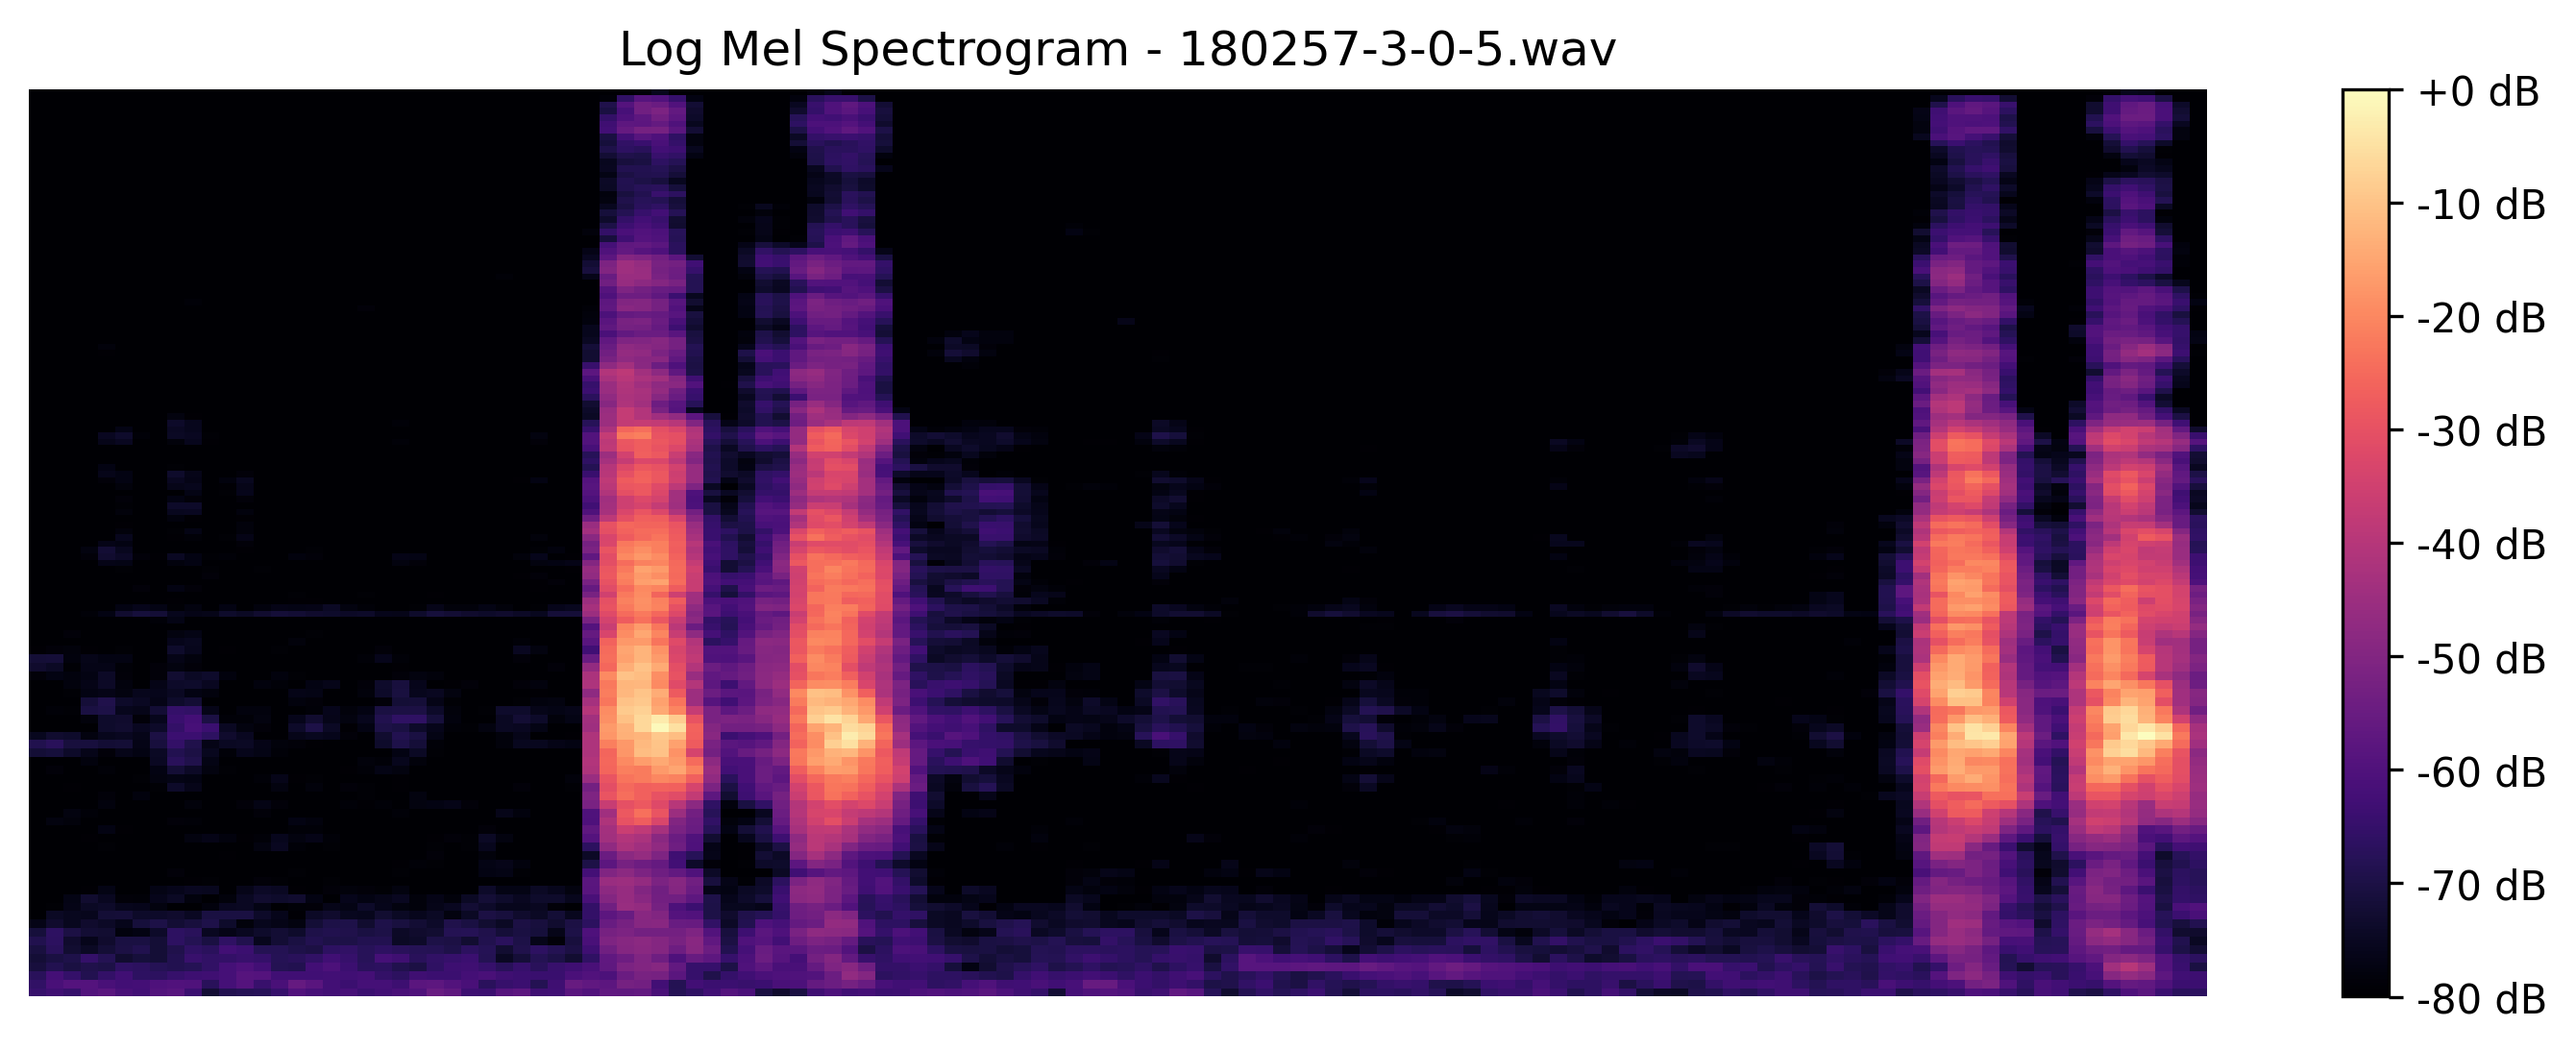 Log Mel Spectrogram - 180257-3-0-5.wav
+0 dB
-10 dB
-20 dB
-30 dB
-40 dB
-50 dB
-60 dB
-70 dB
-80 dB